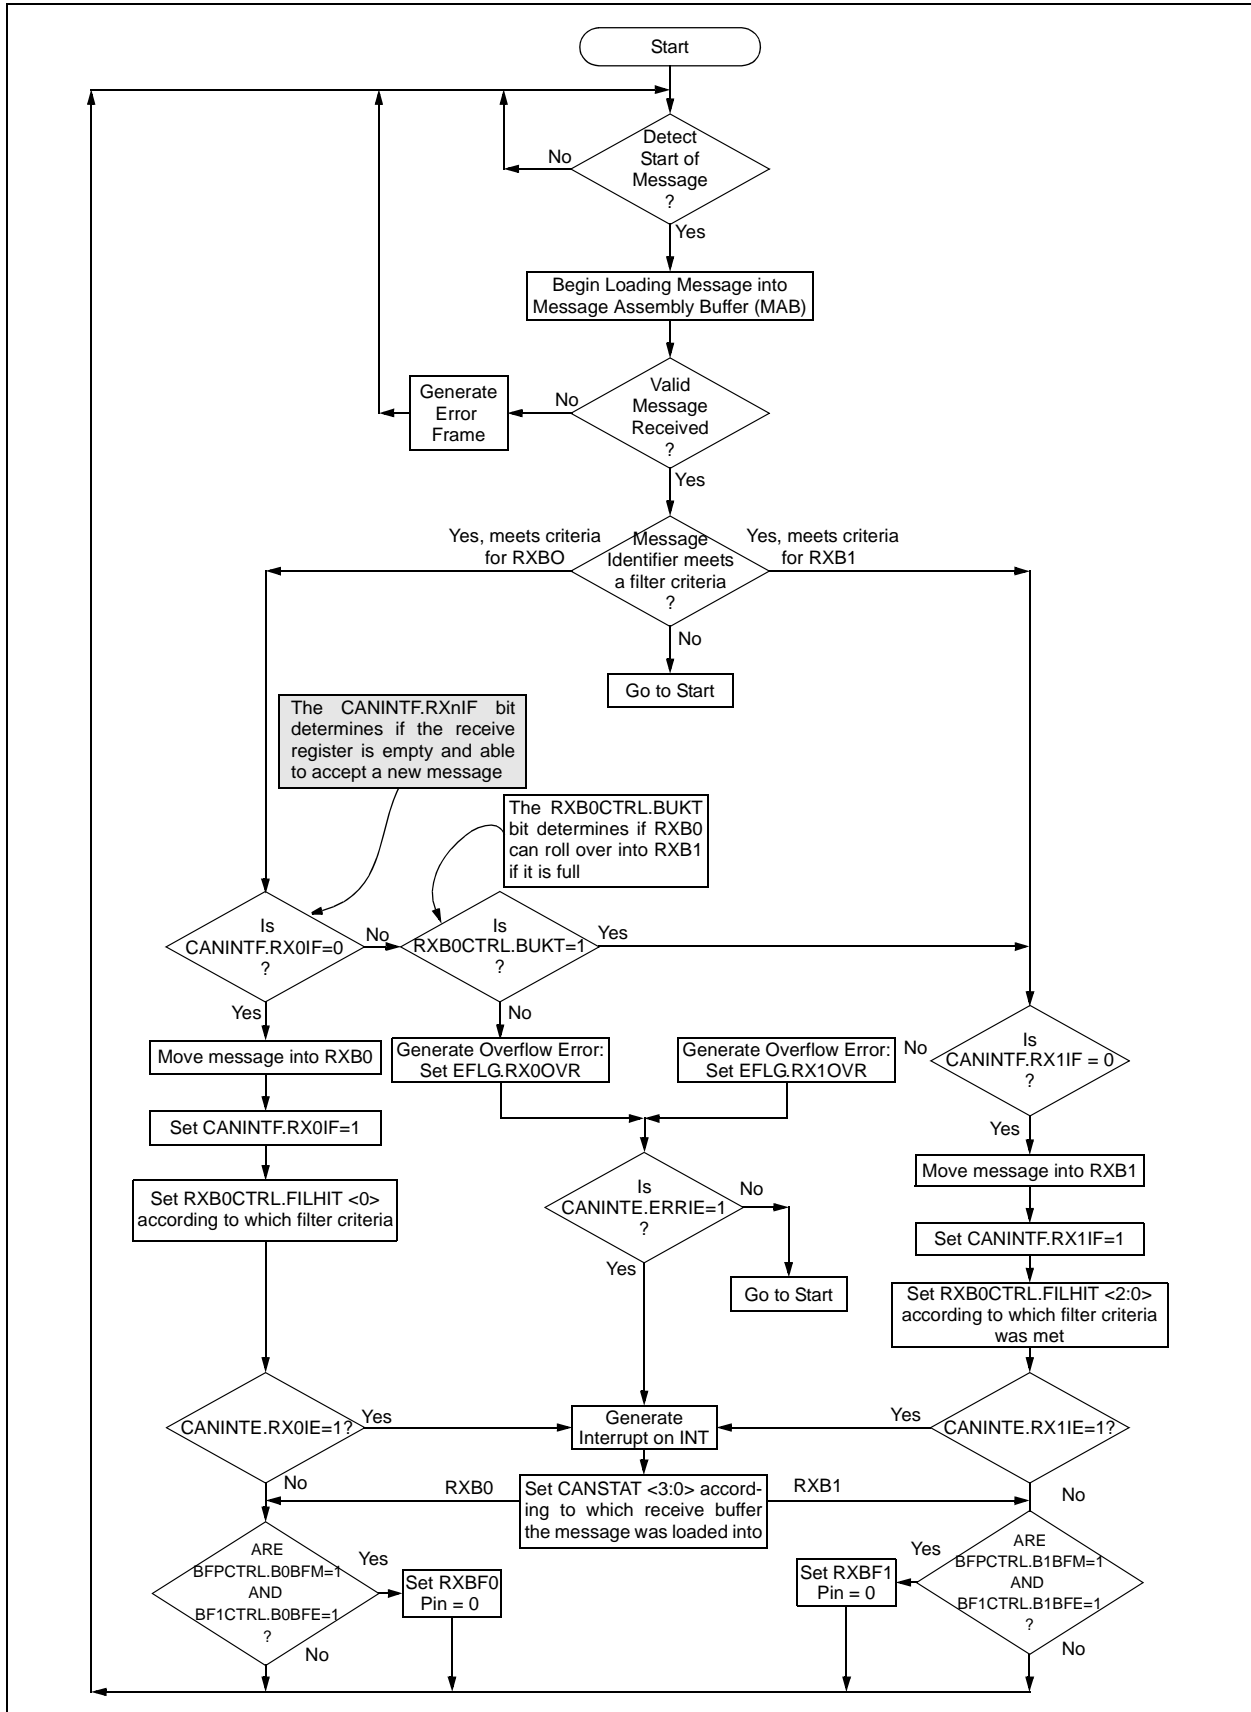 Start
Detect
Start of
Message
?
No
Yes
Begin Loading Message into
Message Assembly Buffer (MAB)
Generate
Error
Frame
No
Valid
Message
Received
?
Yes
Yes, meets criteria
for RXBO
Message
Identifier meets
a filter criteria
?
Yes, meets criteria
for RXB1
No
Go to Start
The CANINTF.RXnIF bit
determines if the receive
register is empty and able
to accept a new message
The RXB0CTRL.BUKT
bit determines if RXB0
can roll over into RXB1
if it is full
Is
CANINTF.RX0IF=0
?
No
Is
RXB0CTRL.BUKT=1
?
Yes
Yes
No
Move message into RXB0
Generate Overflow Error:
Set EFLG.RX0OVR
Generate Overflow Error:
Set EFLG.RX1OVR
No
Is
CANINTF.RX1IF = 0
?
Set CANINTF.RX0IF=1
Yes
Move message into RXB1
Set RXB0CTRL.FILHIT <0>
according to which filter criteria
Is
CANINTE.ERRIE=1
?
No
Set CANINTF.RX1IF=1
Yes
Go to Start
Set RXB0CTRL.FILHIT <2:0>
according to which filter criteria
was met
CANINTE.RX0IE=1?
Yes
Generate
Interrupt on INT
Yes
CANINTE.RX1IE=1?
No
RXB0
Set CANSTAT <3:0> accord-
ing to which receive buffer
the message was loaded into
RXB1
No
ARE
BFPCTRL.B0BFM=1
AND
BF1CTRL.B0BFE=1
?
Yes
Set RXBF0
Pin = 0
No
Set RXBF1
Pin = 0
Yes
ARE
BFPCTRL.B1BFM=1
AND
BF1CTRL.B1BFE=1
?
No